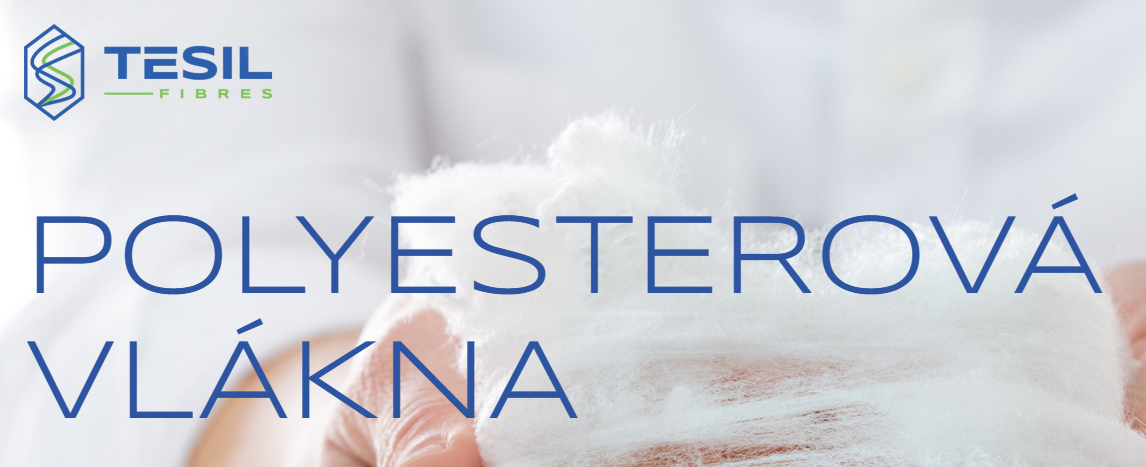 TESIL
FIBRES
POLYESTEROVÁ
VLÁKNA